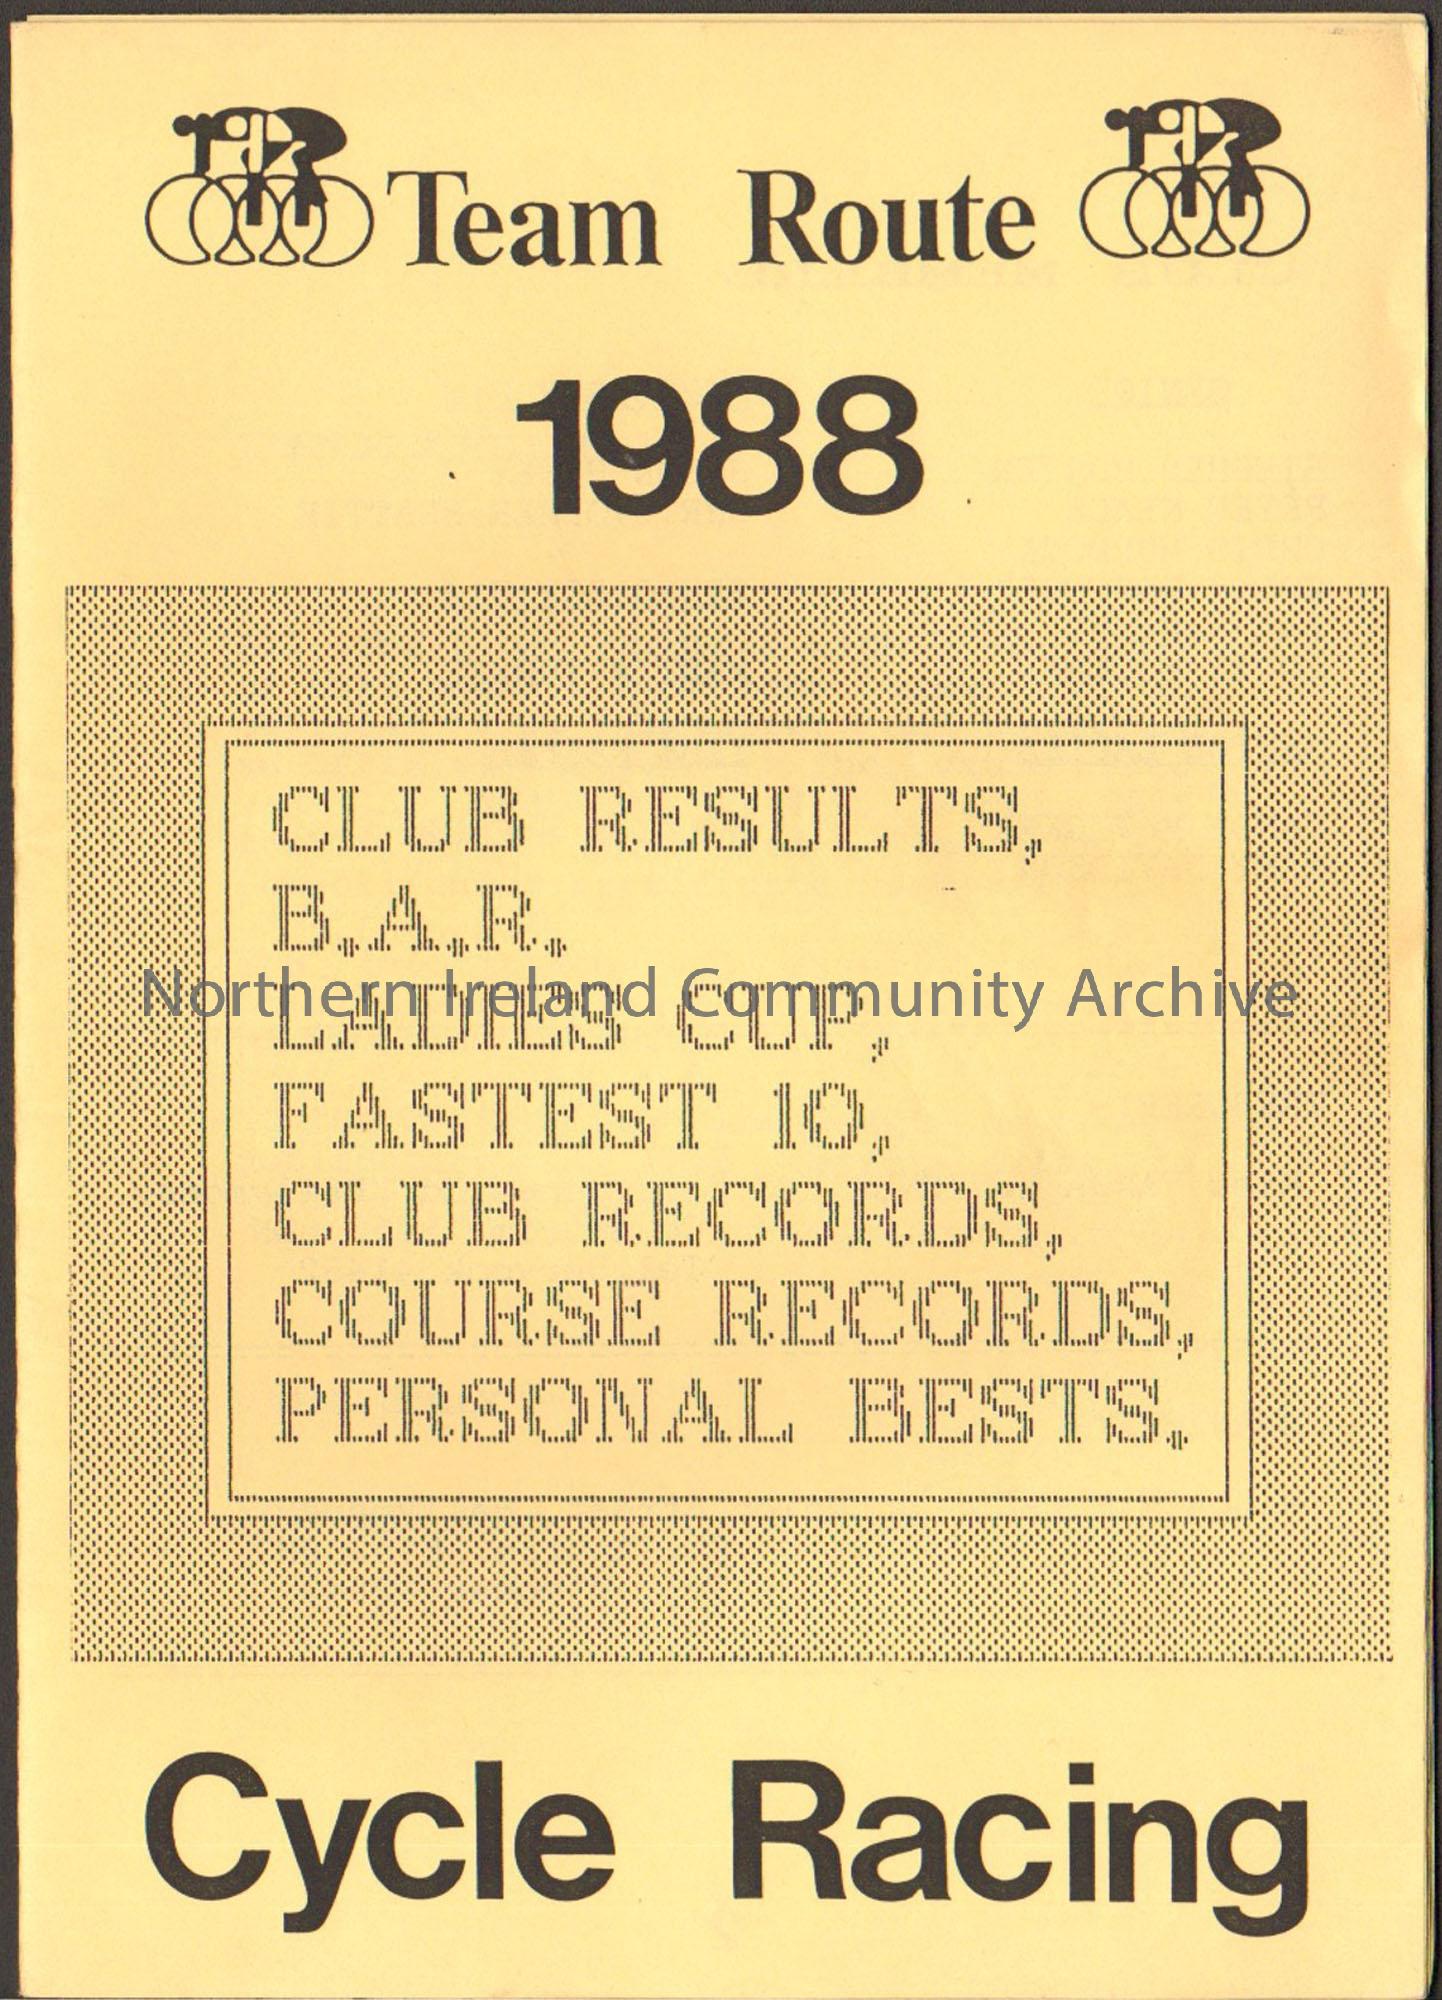 Team Route
1988
CLUB RESULTS,
B.A.R.
LADIES CUP,
FASTEST 10,
CLUB RECORDS,
COURSE RECORDS,
PERSONAL BESTS.
Northern Ireland Community Archive
Cycle Racing